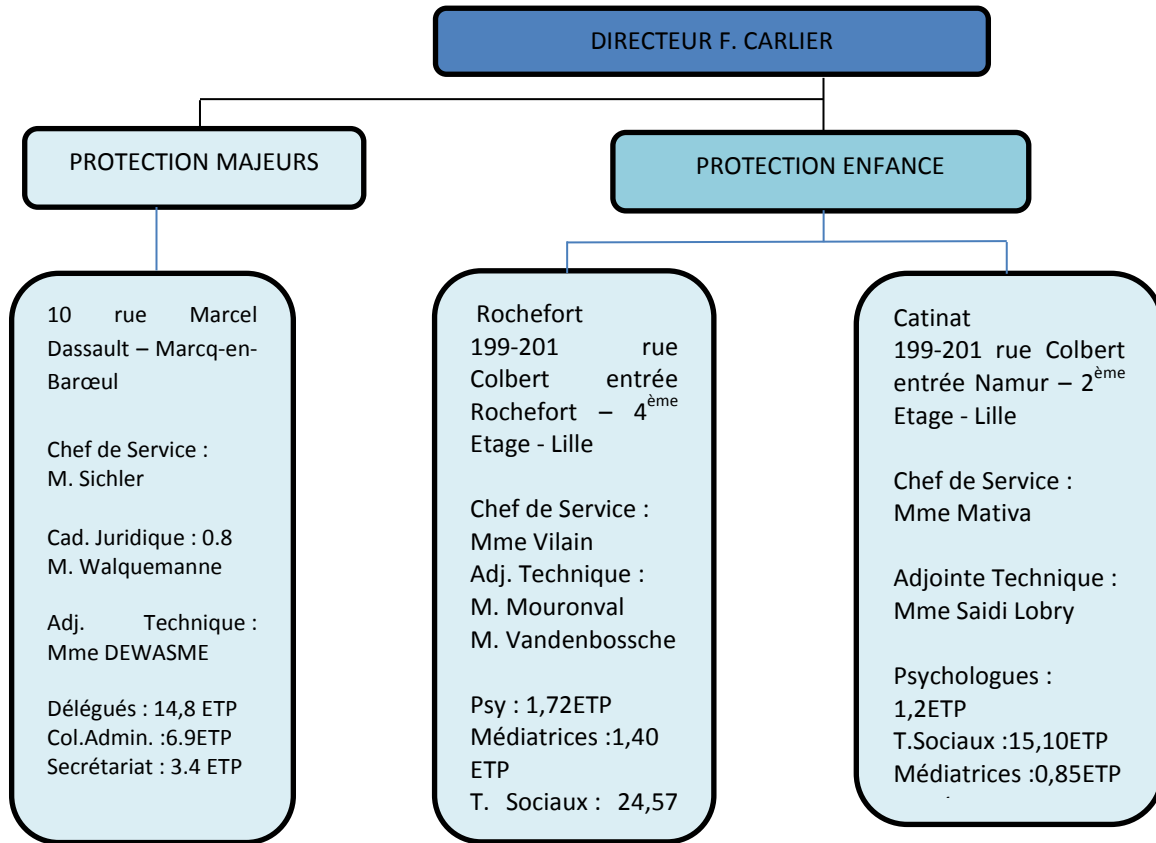 DIRECTEUR F. CARLIER
PROTECTION MAJEURS
PROTECTION ENFANCE
10 rue Marcel
Dassault – Marcq-en-
Barœul
Chef de Service :
M. Sichler
Cad. Juridique : 0.8
M. Walquemanne
Adj. Technique :
Mme DEWASME
Délégués : 14,8 ETP
Col.Admin. :6.9ETP
Secrétariat : 3.4 ETP
Rochefort
199-201 rue
Colbert entrée
Rochefort – 4ème
Etage - Lille
Chef de Service :
Mme Vilain
Adj. Technique :
M. Mouronval
M. Vandenbossche
Psy : 1,72ETP
Médiatrices :1,40
ETP
T. Sociaux : 24,57
Catinat
199-201 rue Colbert
entrée Namur – 2ème
Etage - Lille
Chef de Service :
Mme Mativa
Adjointe Technique :
Mme Saidi Lobry
Psychologues :
1,2ETP
T.Sociaux :15,10ETP
Médiatrices :0,85ETP